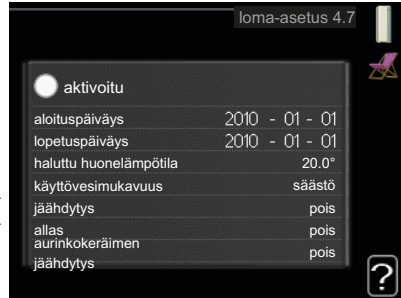 loma-asetus 4.7
aktivoitu
aloituspäiväys 2010 - 01 - 01
lopetuspäiväys 2010 - 01 - 01
haluttu huonelämpötila 20.0°
käyttövesimukavuus säästö
jäähdytys pois
allas pois
aurinkokeräimen
jäähdytys pois
?